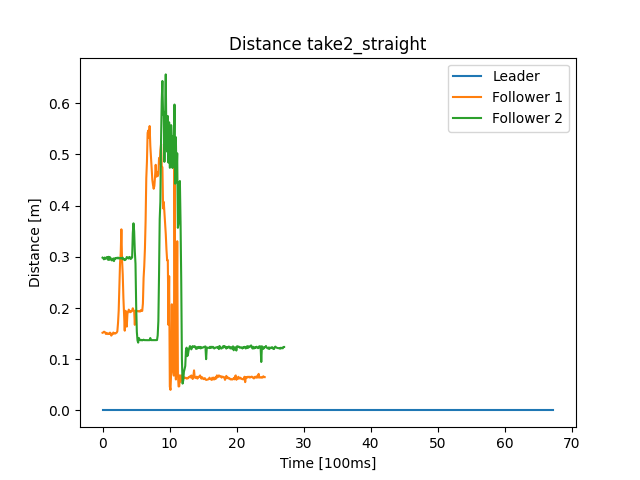 Distance take2_straight
Leader
Follower 1
Follower 2
Distance [m]
0.6
0.5
0.4
0.3
0.2
0.1
0.0
0 10 20 30 40 50 60 70
Time [100ms]